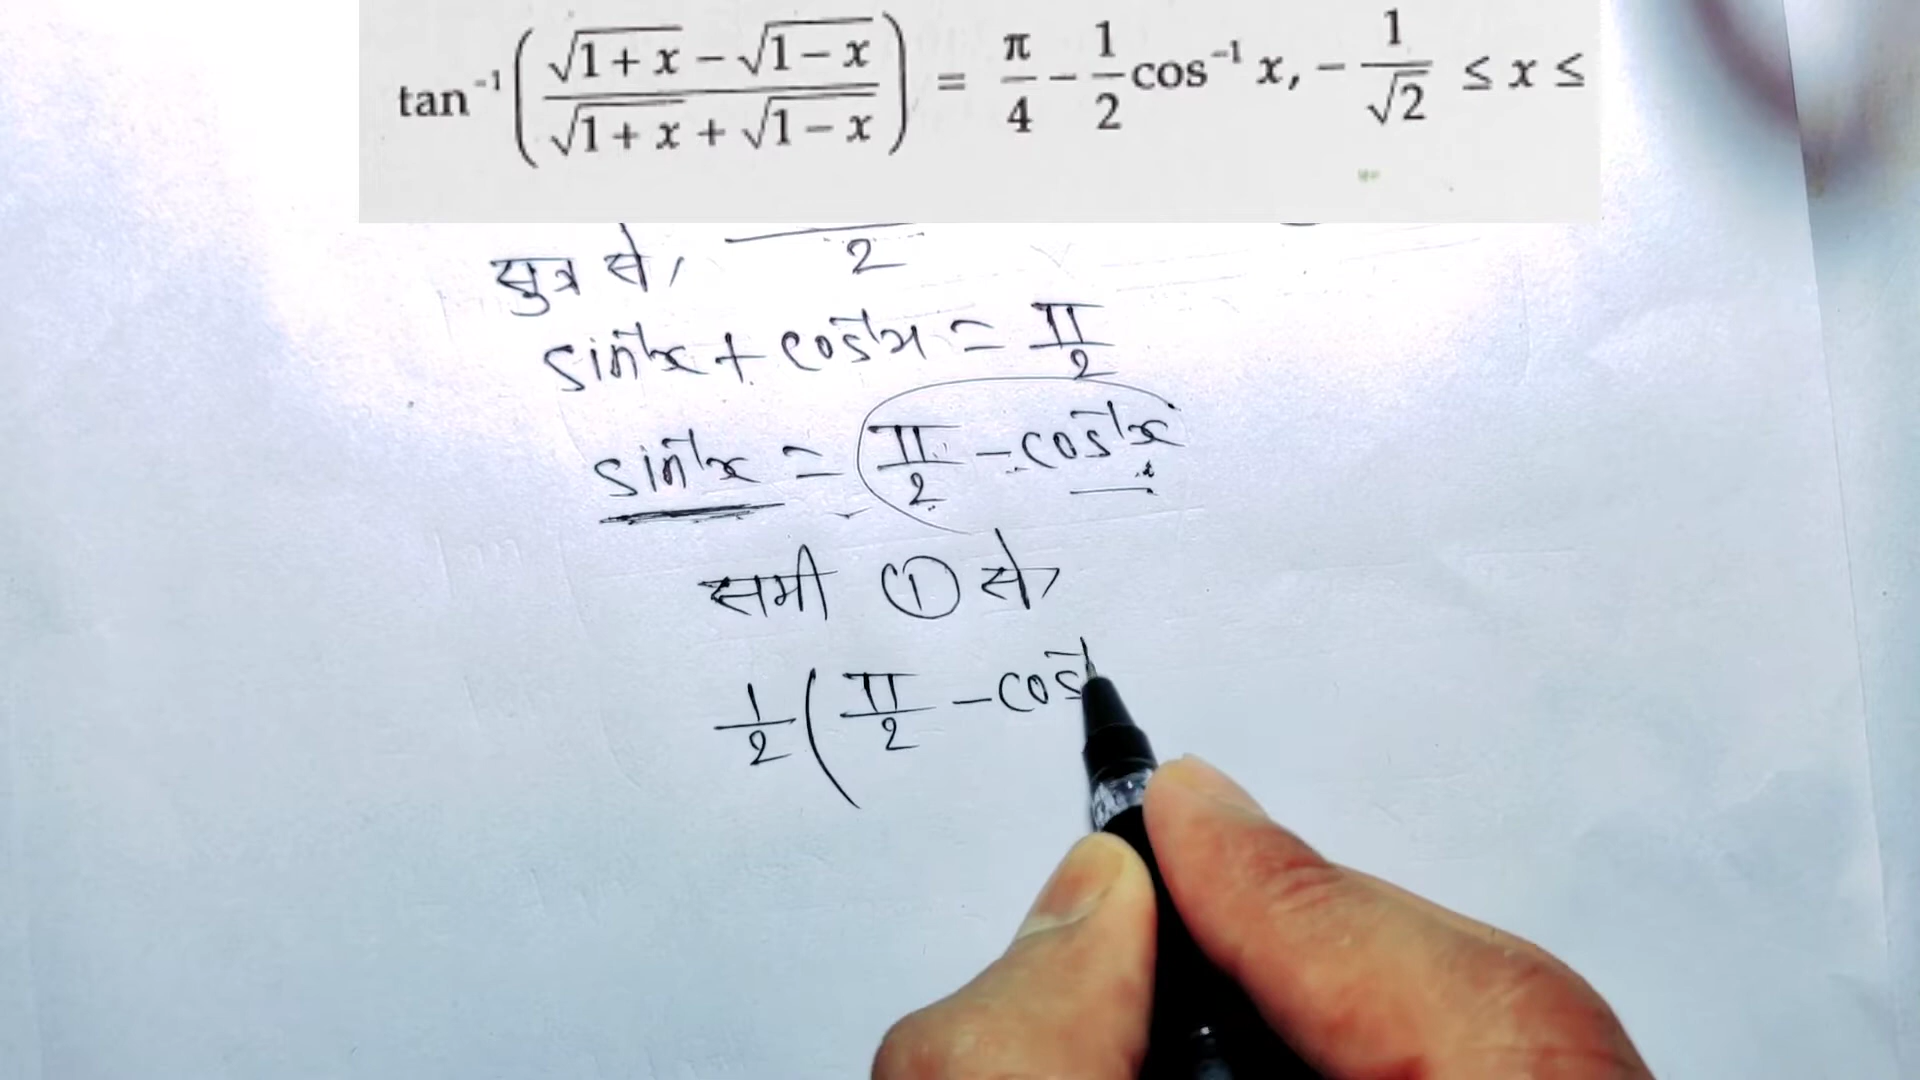 tan⁻¹((√1+x − √1−x)/(√1+x + √1−x)) = π/4 − 1/2 cos⁻¹ x, − 1/√2 ≤ x ≤
2
सुत्र से,
sin⁻¹x + cos⁻¹x = π/2
sin⁻¹x = π/2 − cos⁻¹x
समी ① से,
1/2 ( π/2 − cos⁻¹